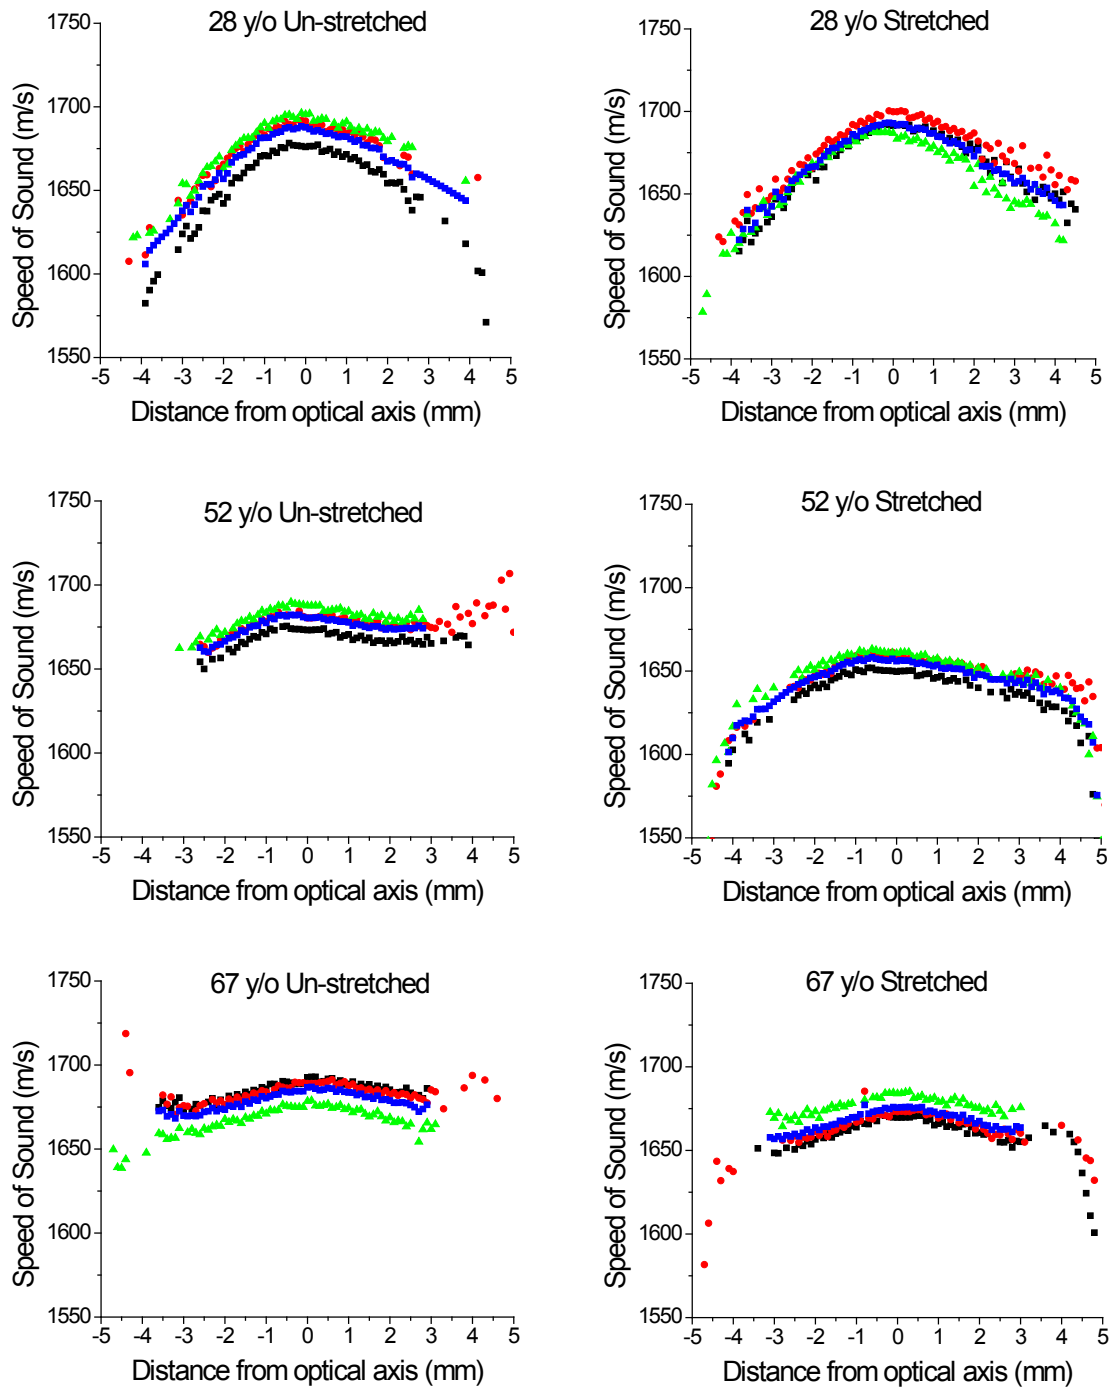 28 y/o Un-stretched
1750
1700
1650
1600
1550
Speed of Sound (m/s)
-5 -4 -3 -2 -1 0 1 2 3 4 5
Distance from optical axis (mm)
28 y/o Stretched
1750
1700
1650
1600
1550
Speed of Sound (m/s)
-5 -4 -3 -2 -1 0 1 2 3 4 5
Distance from optical axis (mm)
52 y/o Un-stretched
1750
1700
1650
1600
1550
Speed of Sound (m/s)
-5 -4 -3 -2 -1 0 1 2 3 4 5
Distance from optical axis (mm)
52 y/o Stretched
1750
1700
1650
1600
1550
Speed of Sound (m/s)
-5 -4 -3 -2 -1 0 1 2 3 4 5
Distance from optical axis (mm)
67 y/o Un-stretched
1750
1700
1650
1600
1550
Speed of Sound (m/s)
-5 -4 -3 -2 -1 0 1 2 3 4 5
Distance from optical axis (mm)
67 y/o Stretched
1750
1700
1650
1600
1550
Speed of Sound (m/s)
-5 -4 -3 -2 -1 0 1 2 3 4 5
Distance from optical axis (mm)